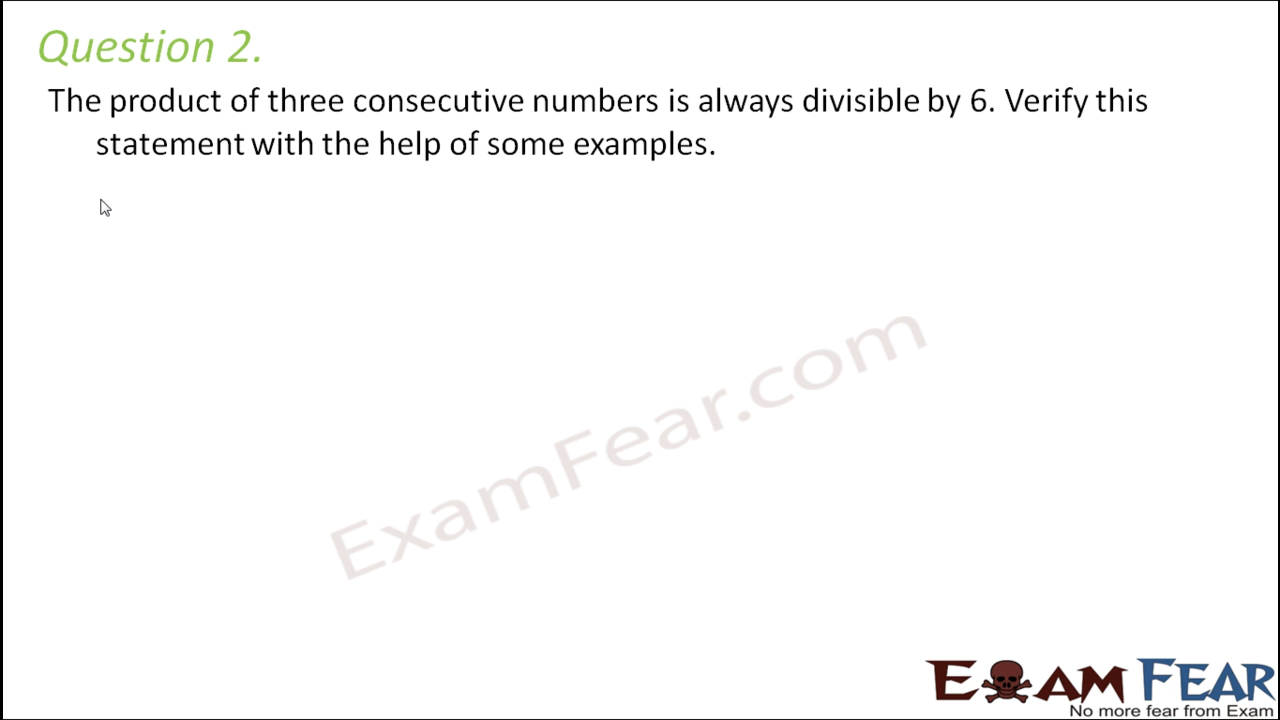 Question 2.
The product of three consecutive numbers is always divisible by 6. Verify this
statement with the help of some examples.
ExamFear.com
EXAM FEAR
No more fear from Exam